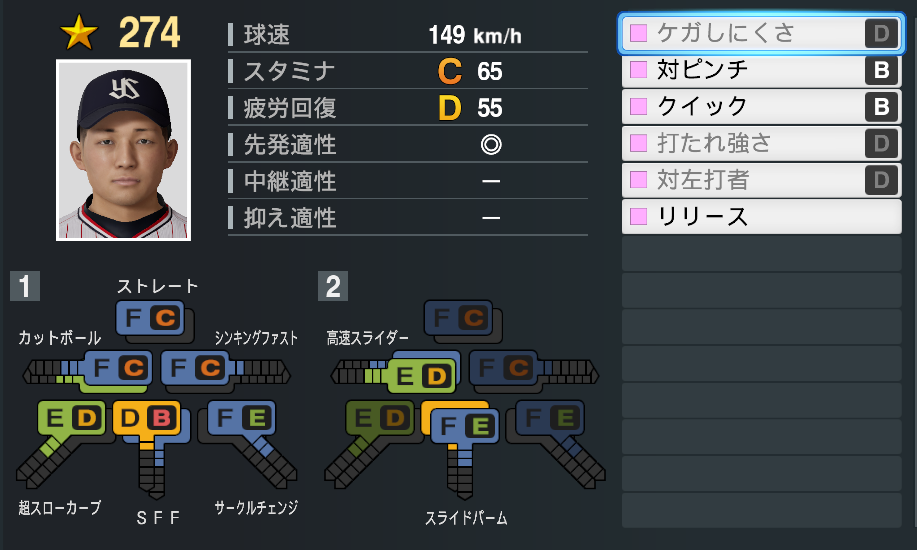 274
球速 149 km/h
スタミナ C 65
疲労回復 D 55
先発適性 ◎
中継適性 ー
抑え適性 ー
ケガしにくさ D
対ピンチ B
クイック B
打たれ強さ D
対左打者 D
リリース
YS
1
ストレート
F C
カットボール
シンキングファスト
F C
F C
E D
D B
F E
超スローカーブ
SFF
サークルチェンジ
2
F C
高速スライダー
E D
F C
E D
F E
F E
スライドパーム